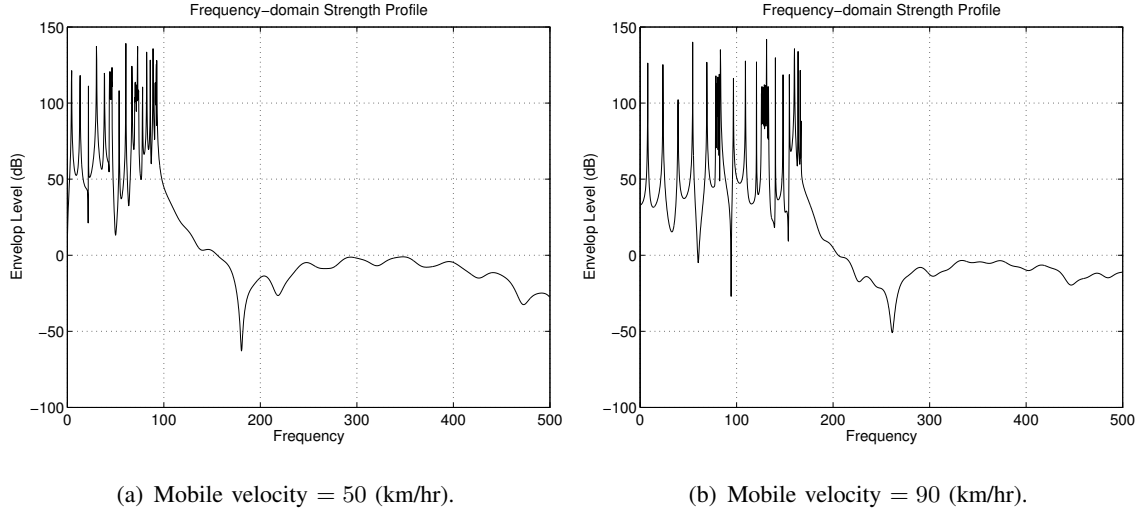 Frequency−domain Strength Profile
150
100
50
0
−50
−100
Envelop Level (dB)
0 100 200 300 400 500
Frequency
(a) Mobile velocity = 50 (km/hr).
Frequency−domain Strength Profile
150
100
50
0
−50
−100
Envelop Level (dB)
0 100 200 300 400 500
Frequency
(b) Mobile velocity = 90 (km/hr).